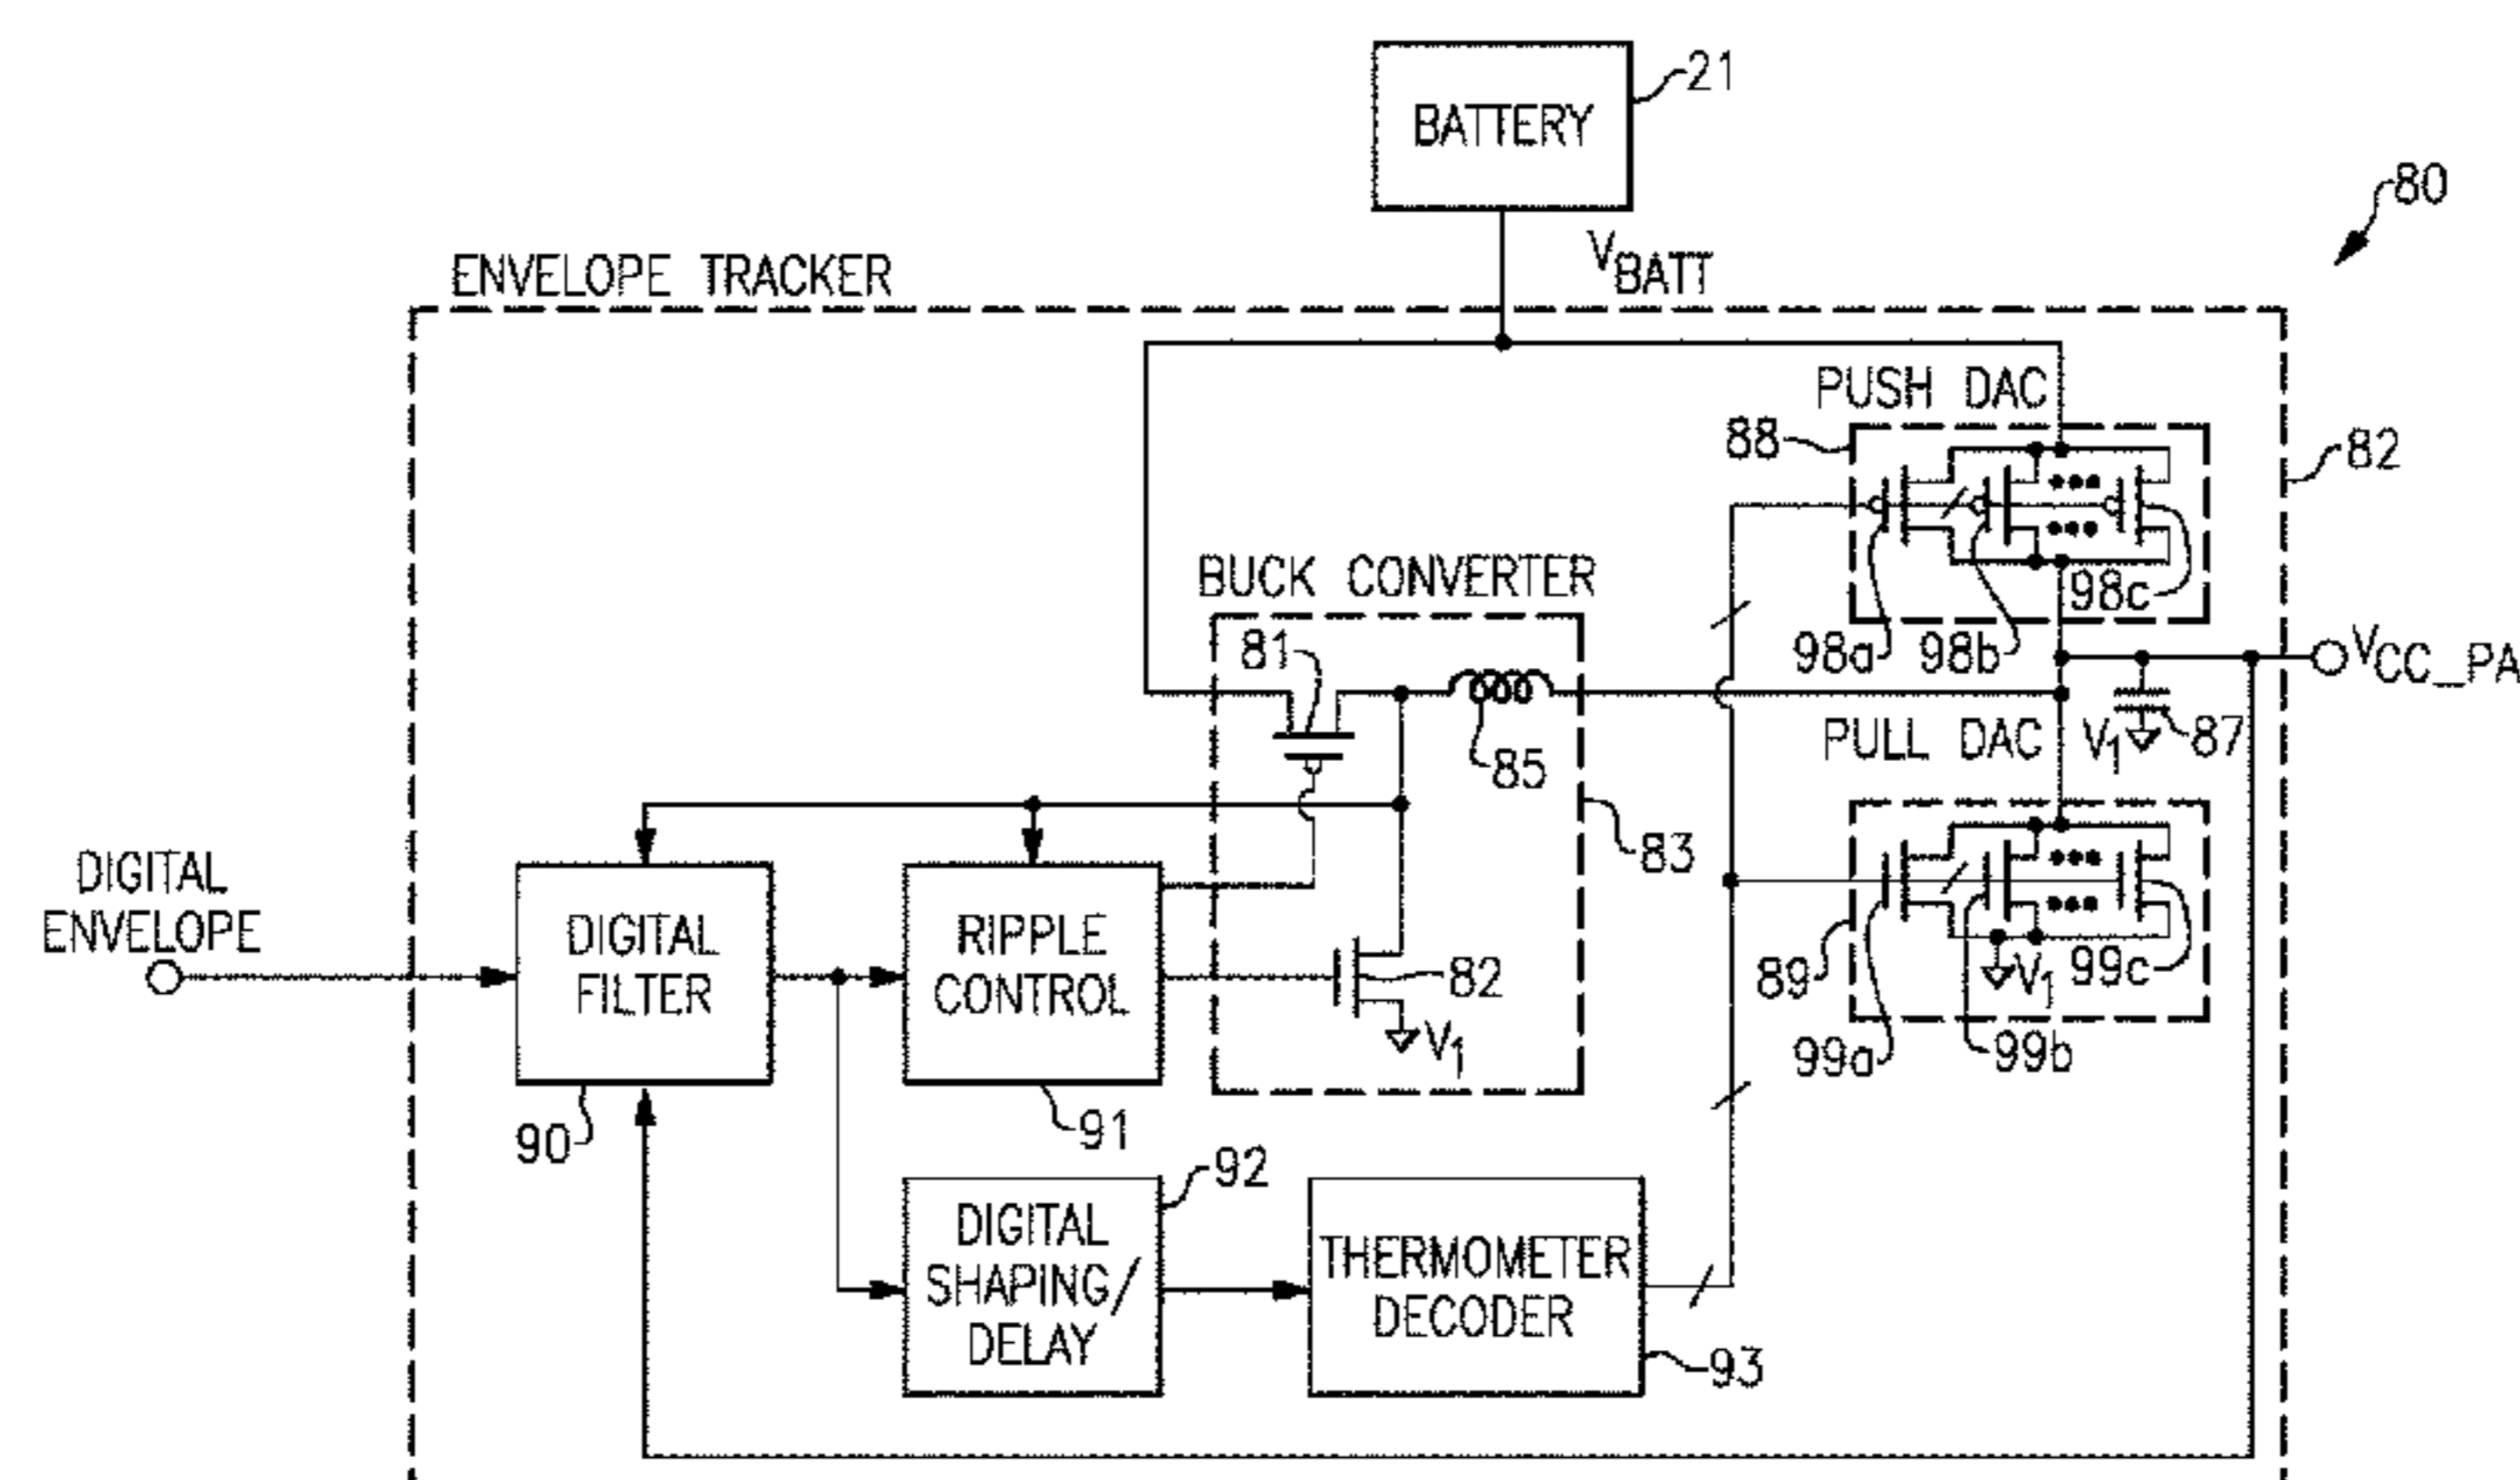 BATTERY
21
80
VBATT
ENVELOPE TRACKER
PUSH DAC
88
82
BUCK CONVERTER
98c
81
98a
98b
VCC_PA
85
PULL DAC
V1
87
83
DIGITAL
ENVELOPE
DIGITAL
FILTER
RIPPLE
CONTROL
82
V1
89
V1
99c
99a
99b
90
91
92
DIGITAL
SHAPING/
DELAY
THERMOMETER
DECODER
93